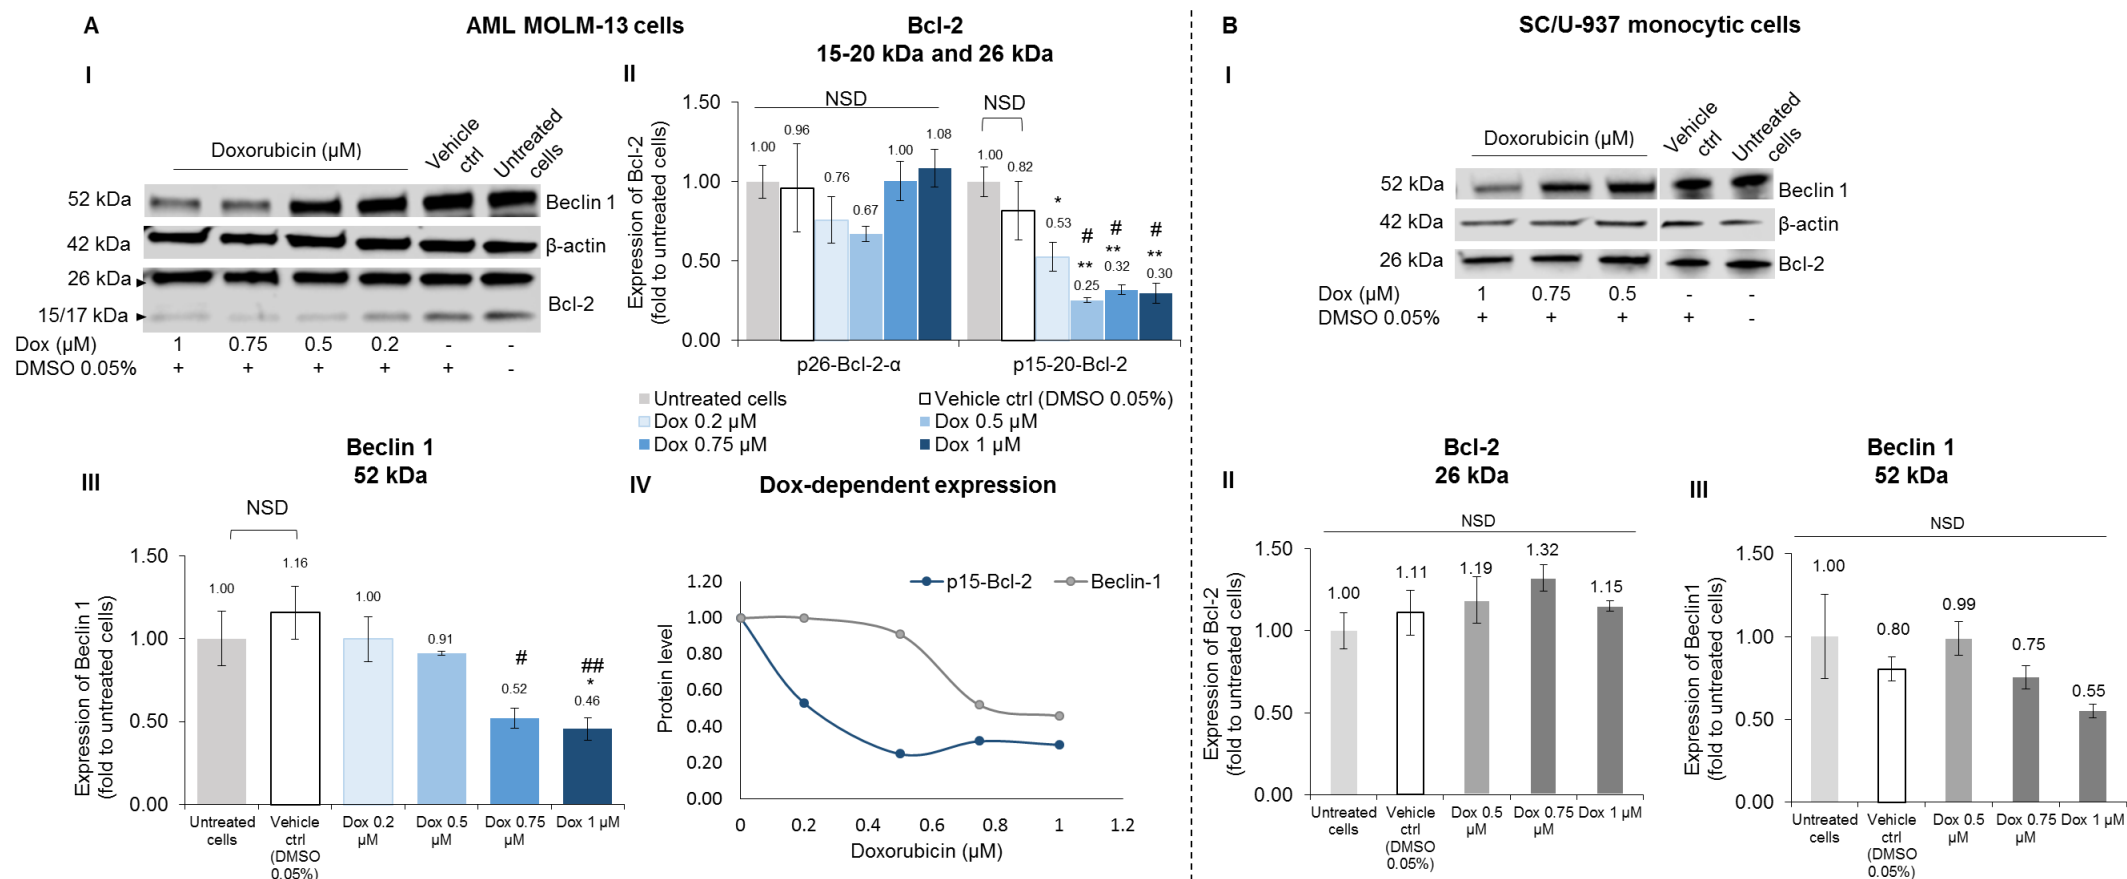 A
AML MOLM-13 cells
I
Doxorubicin (µM)
Vehicle
ctrl
Untreated
cells
52 kDa
Beclin 1
42 kDa
β-actin
26 kDa
15/17 kDa
Bcl-2
Dox (µM) 1 0.75 0.5 0.2 - -
DMSO 0.05% + + + + + -
II
Bcl-2
15-20 kDa and 26 kDa
Expression of Bcl-2
(fold to untreated cells)
1.50
1.00
0.50
0.00
NSD
1.00 0.96 0.76 0.67 1.00 1.08
NSD
1.00 0.82
*
0.53
#
**
0.25
#
**
0.32
#
**
0.30
p26-Bcl-2-α p15-20-Bcl-2
Untreated cells Vehicle ctrl (DMSO 0.05%)
Dox 0.2 µM Dox 0.5 µM
Dox 0.75 µM Dox 1 µM
III
Beclin 1
52 kDa
NSD
Expression of Beclin 1
(fold to untreated cells)
1.50
1.00
0.50
0.00
1.00 1.16 1.00 0.91
#
0.52
##
*
0.46
Untreated
cells
Vehicle
ctrl
(DMSO
0.05%)
Dox 0.2
µM
Dox 0.5
µM
Dox 0.75
µM
Dox 1 µM
IV
Dox-dependent expression
p15-Bcl-2 Beclin-1
Protein level
1.20
1.00
0.80
0.60
0.40
0.20
0.00
0 0.2 0.4 0.6 0.8 1 1.2
Doxorubicin (µM)
B
SC/U-937 monocytic cells
I
Doxorubicin (µM)
Vehicle
ctrl
Untreated
cells
52 kDa
Beclin 1
42 kDa
β-actin
26 kDa
Bcl-2
Dox (µM) 1 0.75 0.5 - -
DMSO 0.05% + + + + -
II
Bcl-2
26 kDa
NSD
Expression of Bcl-2
(fold to untreated cells)
1.50
1.00
0.50
0.00
1.00 1.11 1.19 1.32 1.15
Untreated
cells
Vehicle
ctrl
(DMSO
0.05%)
Dox 0.5
µM
Dox 0.75
µM
Dox 1 µM
III
Beclin 1
52 kDa
NSD
Expression of Beclin1
(fold to untreated cells)
1.50
1.00
0.50
0.00
1.00 0.80 0.99 0.75 0.55
Untreated
cells
Vehicle
ctrl
(DMSO
0.05%)
Dox 0.5
µM
Dox 0.75
µM
Dox 1 µM